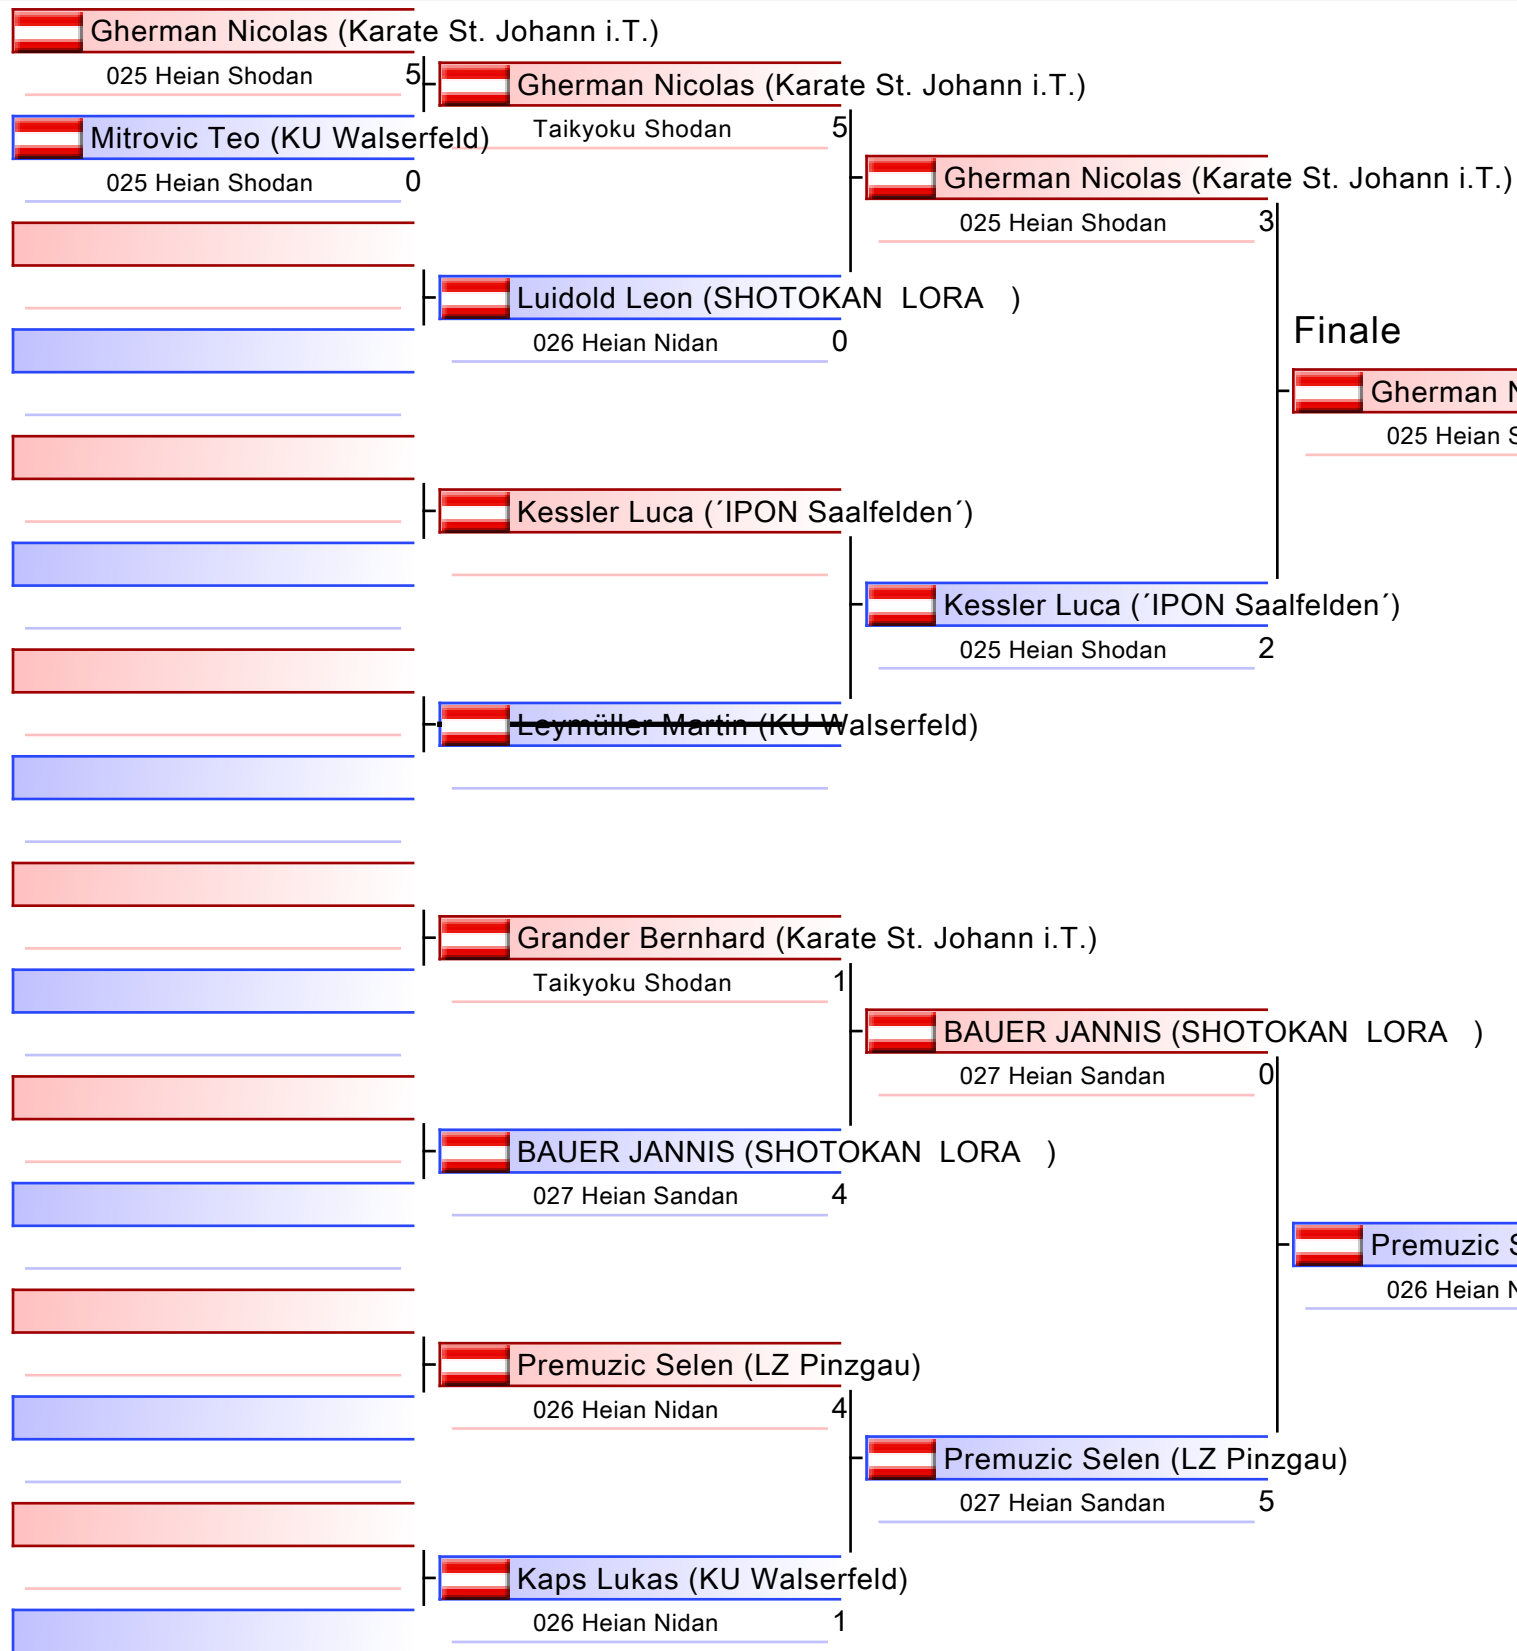 Gherman Nicolas (Karate St. Johann i.T.)
025 Heian Shodan 5
Mitrovic Teo (KU Walserfeld)
025 Heian Shodan 0
Gherman Nicolas (Karate St. Johann i.T.)
Taikyoku Shodan 5
Luidold Leon (SHOTOKAN LORA )
026 Heian Nidan 0
Kessler Luca (´IPON Saalfelden´)
Leymüller Martin (KU Walserfeld)
Grander Bernhard (Karate St. Johann i.T.)
Taikyoku Shodan 1
BAUER JANNIS (SHOTOKAN LORA )
027 Heian Sandan 4
Premuzic Selen (LZ Pinzgau)
026 Heian Nidan 4
Kaps Lukas (KU Walserfeld)
026 Heian Nidan 1
Gherman Nicolas (Karate St. Johann i.T.)
025 Heian Shodan 3
Kessler Luca (´IPON Saalfelden´)
025 Heian Shodan 2
BAUER JANNIS (SHOTOKAN LORA )
027 Heian Sandan 0
Premuzic Selen (LZ Pinzgau)
027 Heian Sandan 5
Finale
Gherman N
025 Heian S
Premuzic S
026 Heian N